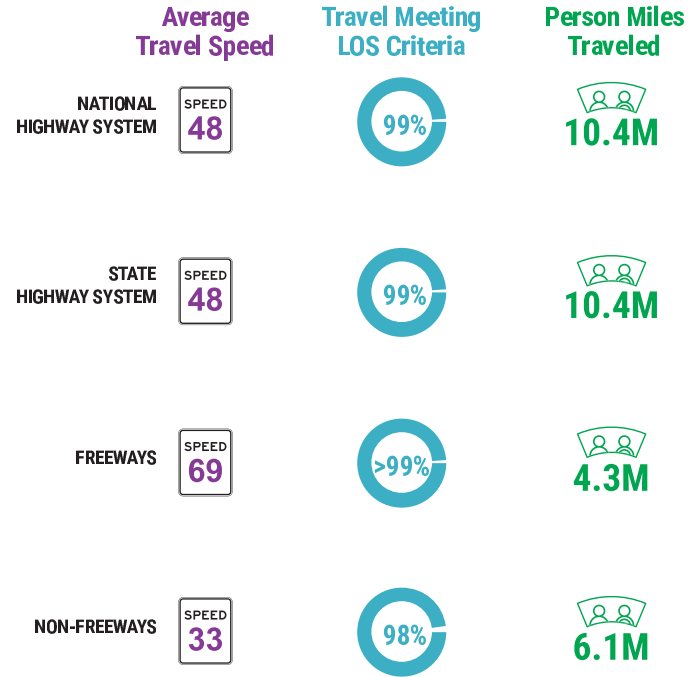 Average
Travel Speed
Travel Meeting
LOS Criteria
Person Miles
Traveled
NATIONAL
HIGHWAY SYSTEM
SPEED
48
99%
10.4M
STATE
HIGHWAY SYSTEM
SPEED
48
99%
10.4M
FREEWAYS
SPEED
69
>99%
4.3M
NON-FREEWAYS
SPEED
33
98%
6.1M